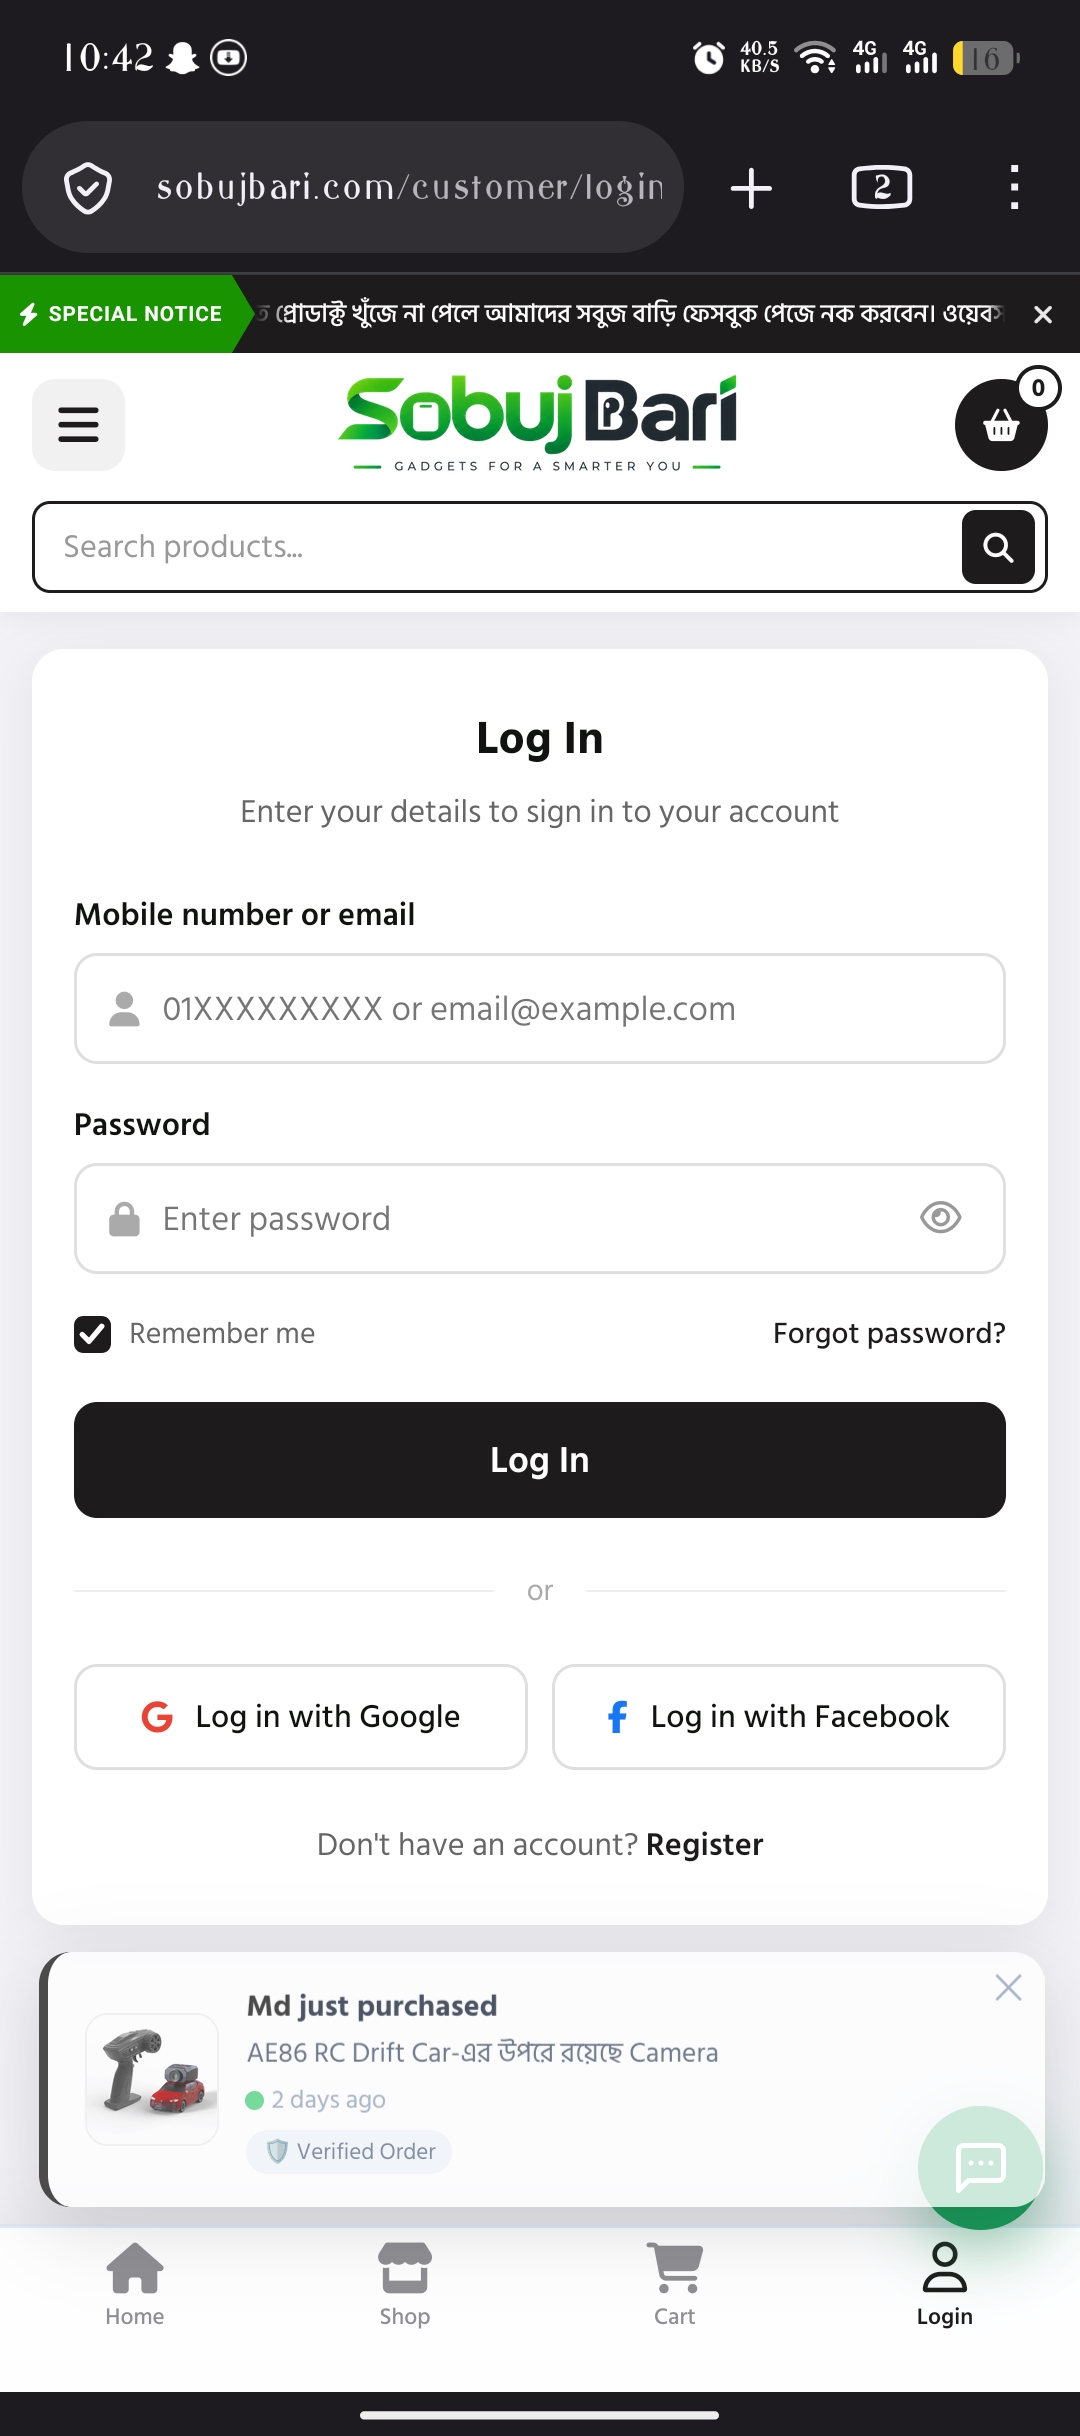 10:42
40.5 KB/S
4G
4G
16
sobujbari.com/customer/login
2
SPECIAL NOTICE
প্রোডাক্ট খুঁজে না পেলে আমাদের সবুজ বাড়ি ফেসবুক পেজে নক করবেন।
Sobuj Bari
0
GADGETS FOR A SMARTER YOU
Search products...
Log In
Enter your details to sign in to your account
Mobile number or email
01XXXXXXXXX or email@example.com
Password
Enter password
Remember me
Forgot password?
Log In
or
G Log in with Google
f Log in with Facebook
Don't have an account? Register
Md just purchased
AE86 RC Drift Car-এর উপরে রয়েছে Camera
2 days ago
Verified Order
Home
Shop
Cart
Login